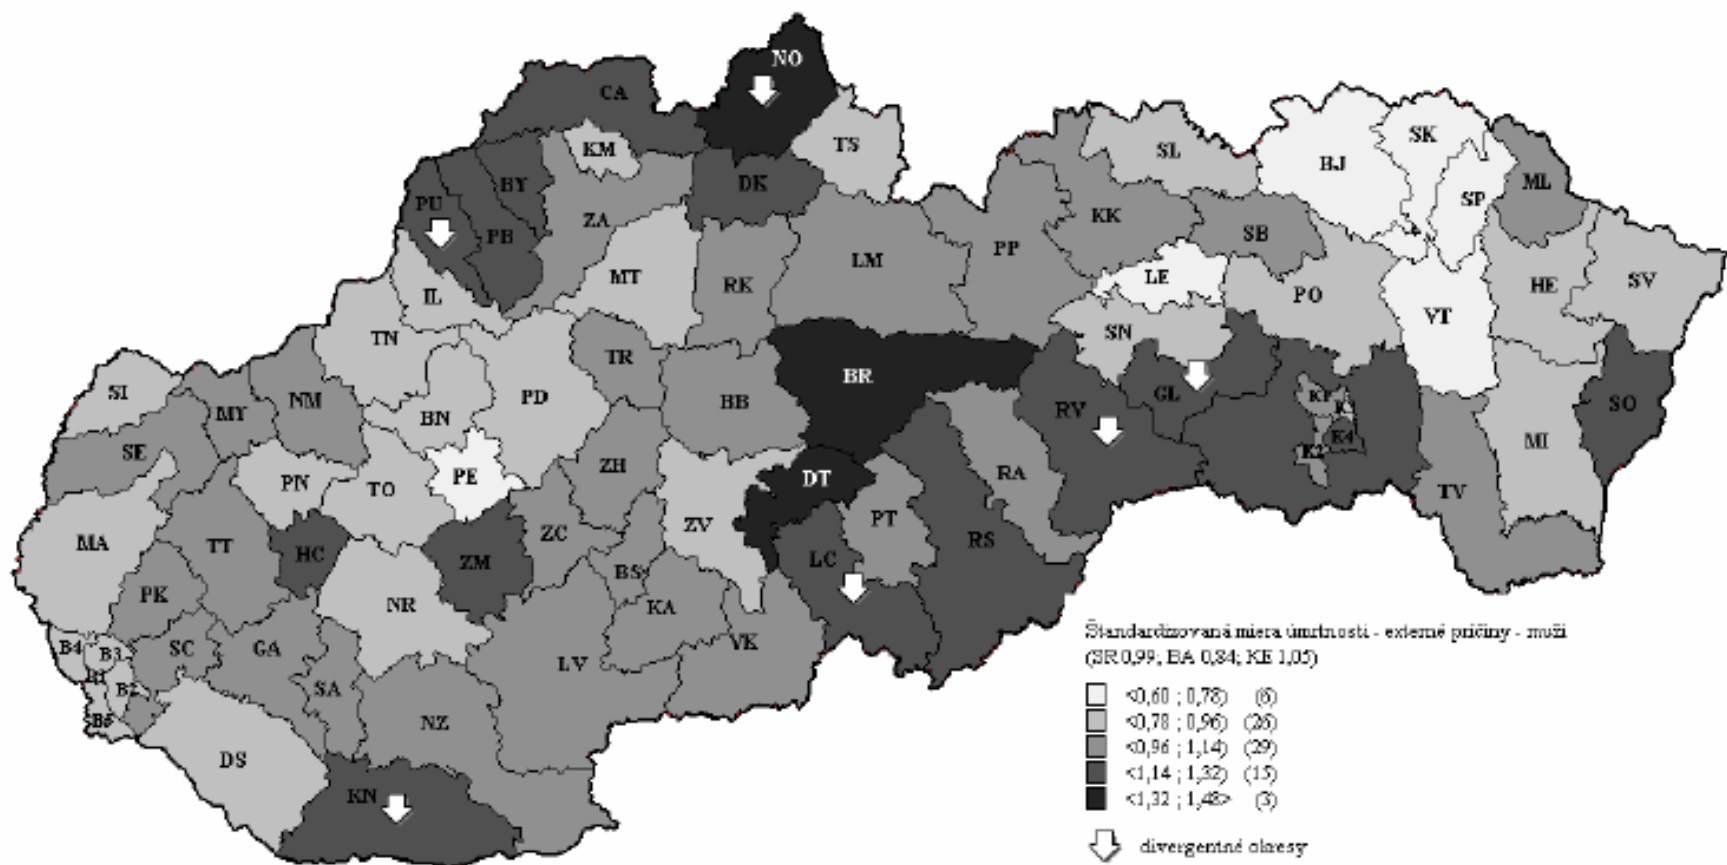 NO
CA
KM
TS
SL
BJ
SK
BY
DK
ML
PU
SP
PB
ZA
KK
SB
LM
PP
MT
RK
LE
IL
PO
HE
SV
VT
TN
SN
TR
BR
SI
NM
PD
BB
GL
MY
BN
RV
K1
K3
SO
K4
MI
SE
K2
PN
PE
ZH
DT
RA
TO
TV
ZV
PT
MA
TT
HC
ZM
ZC
RS
LC
BS
PK
NR
KA
B4
B3
SC
GA
VK
LV
B1
B2
SA
B5
NZ
DS
KN
Štandardizovaná miera úmrtnosti - externé príčiny - muži
(SR 0,99; BA 0,84; KE 1,05)
<0,60 ; 0,78) (6)
<0,78 ; 0,96) (26)
<0,96 ; 1,14) (29)
<1,14 ; 1,32) (15)
<1,32 ; 1,48> (3)
divergentné okresy